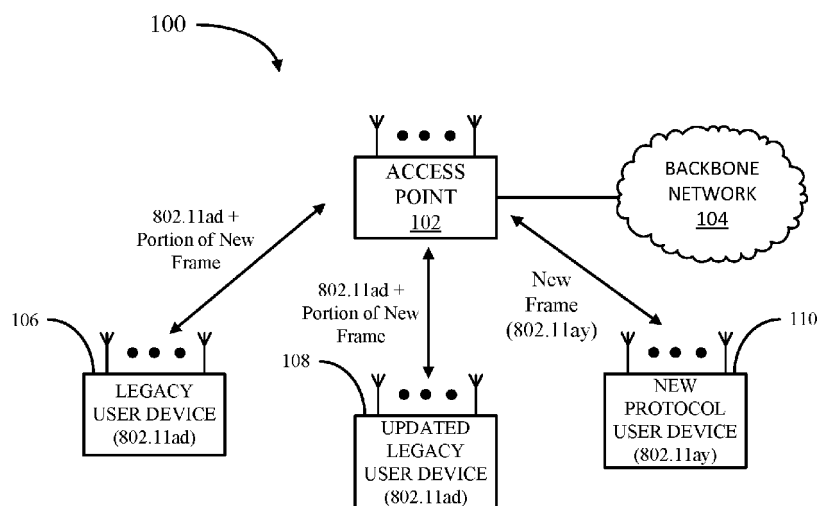 100
ACCESS
POINT
102
BACKBONE
NETWORK
104
802.11ad +
Portion of New
Frame
802.11ad +
Portion of New
Frame
New
Frame
(802.11ay)
106
LEGACY
USER DEVICE
(802.11ad)
108
UPDATED
LEGACY
USER DEVICE
(802.11ad)
110
NEW
PROTOCOL
USER DEVICE
(802.11ay)